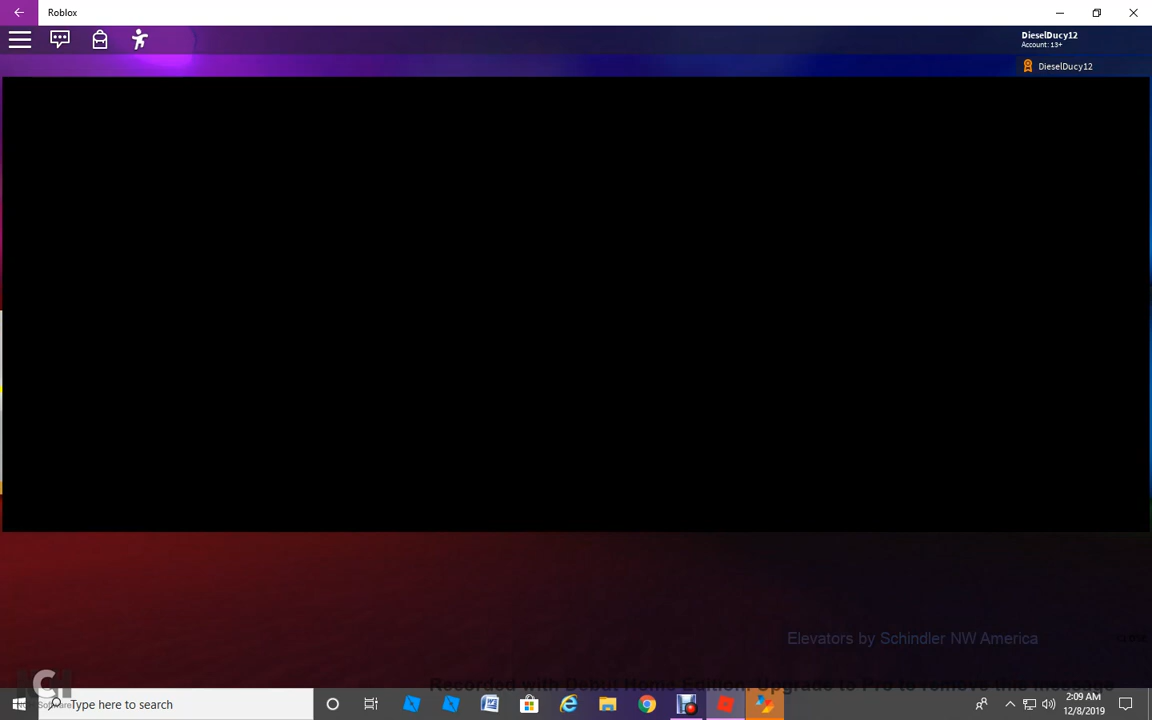 Roblox
DieselDucy12
Account: 13+
DieselDucy12
Elevators by Schindler NW America
Recorded with Debut Home Edition. Upgrade to Pro to remove this message
Type here to search
2:09 AM
12/8/2019